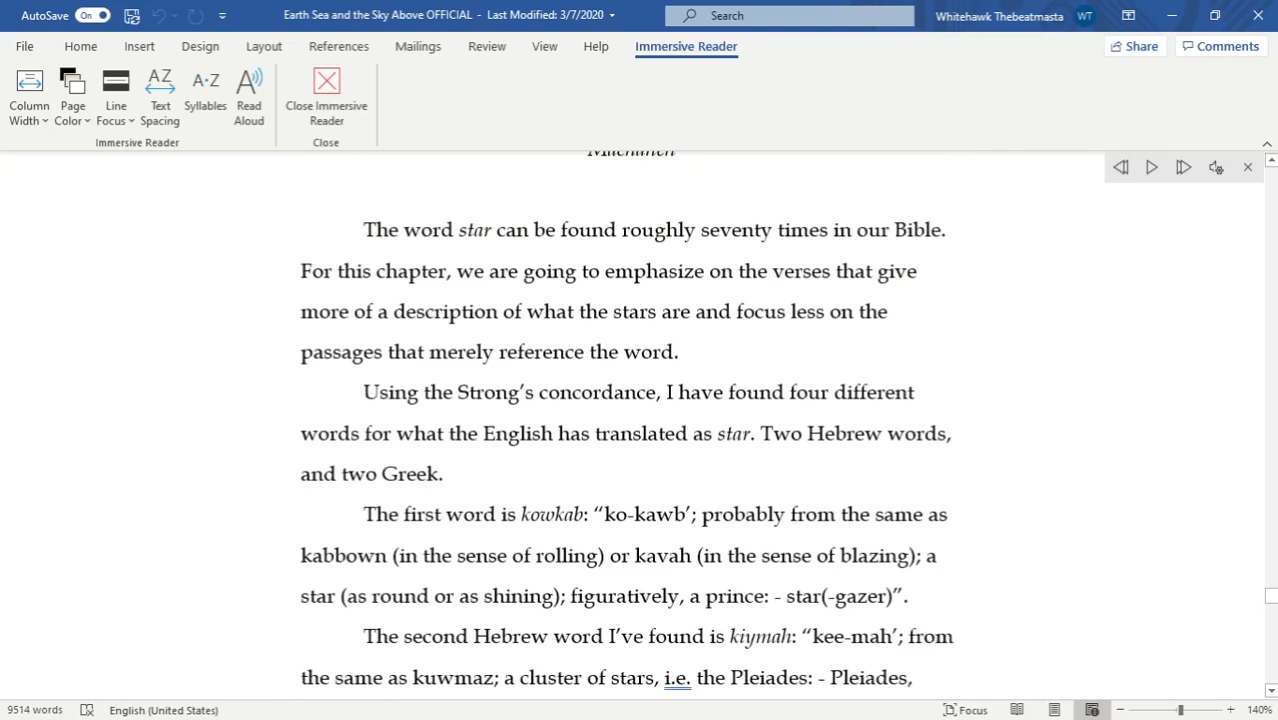 AutoSave On Earth Sea and the Sky Above OFFICIAL - Last Modified: 3/7/2020 Search Whitehawk Thebeatmasta WT
File Home Insert Design Layout References Mailings Review View Help Immersive Reader Share Comments
Column Width Page Color Line Focus Text Spacing Syllables Read Aloud Close Immersive Reader
Immersive Reader Close
The word star can be found roughly seventy times in our Bible.
For this chapter, we are going to emphasize on the verses that give
more of a description of what the stars are and focus less on the
passages that merely reference the word.
Using the Strong’s concordance, I have found four different
words for what the English has translated as star. Two Hebrew words,
and two Greek.
The first word is kowkab: “ko-kawb’; probably from the same as
kabbown (in the sense of rolling) or kavah (in the sense of blazing); a
star (as round or as shining); figuratively, a prince: - star(-gazer)”.
The second Hebrew word I’ve found is kiymah: “kee-mah’; from
the same as kuwmaz; a cluster of stars, i.e. the Pleiades: - Pleiades,
9514 words English (United States) Focus 140%